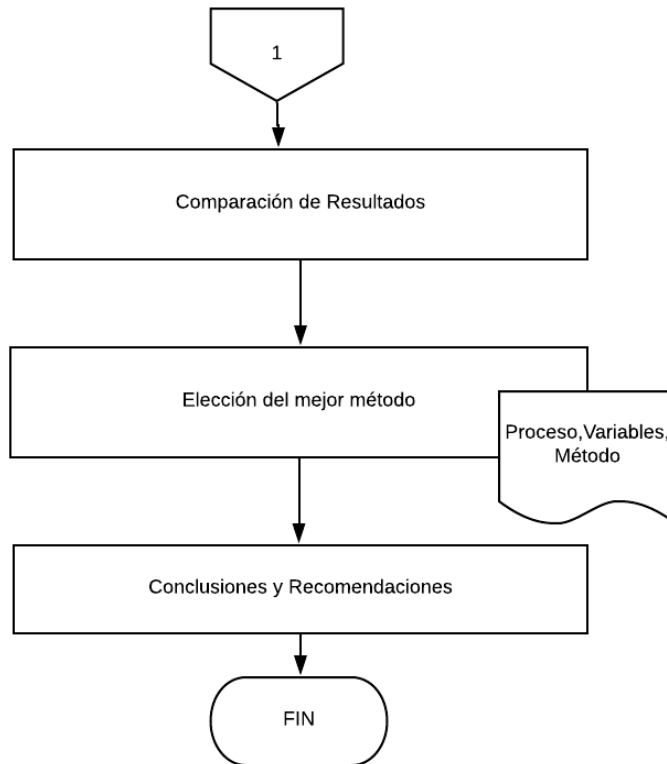 1
Comparación de Resultados
Elección del mejor método
Proceso,Variables,
Método
Conclusiones y Recomendaciones
FIN